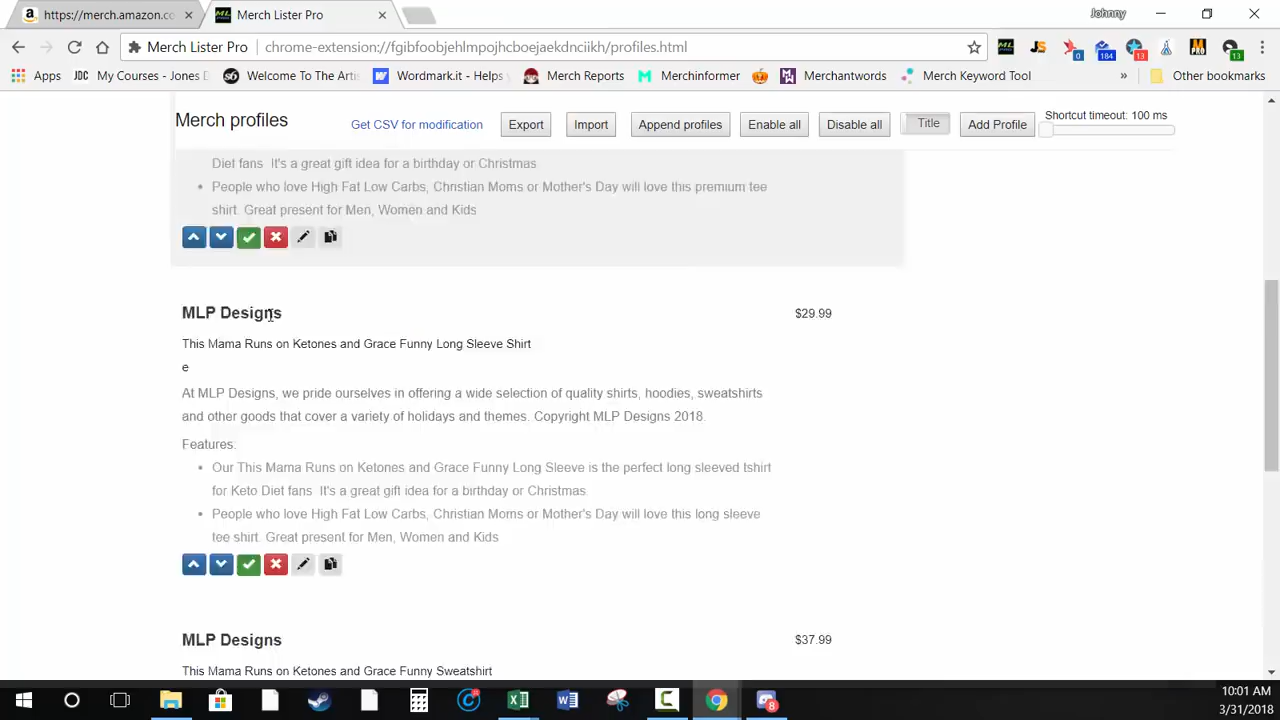 https://merch.amazon.co
Merch Lister Pro
Johnny
Merch Lister Pro
chrome-extension://fgibfoobjehlmpojhcboejaekdnciikh/profiles.html
184
0
13
13
Apps
JDC
My Courses - Jones D
Welcome To The Arti
Wordmark.it - Helps
Merch Reports
Merchinformer
Merchantwords
Merch Keyword Tool
»
Other bookmarks
Merch profiles
Get CSV for modification
Export
Import
Append profiles
Enable all
Disable all
Title
Add Profile
Shortcut timeout: 100 ms
Diet fans It's a great gift idea for a birthday or Christmas
• People who love High Fat Low Carbs, Christian Moms or Mother's Day will love this premium tee
shirt. Great present for Men, Women and Kids
MLP Designs
$29.99
This Mama Runs on Ketones and Grace Funny Long Sleeve Shirt
e
At MLP Designs, we pride ourselves in offering a wide selection of quality shirts, hoodies, sweatshirts
and other goods that cover a variety of holidays and themes. Copyright MLP Designs 2018.
Features:
• Our This Mama Runs on Ketones and Grace Funny Long Sleeve is the perfect long sleeved tshirt
for Keto Diet fans It's a great gift idea for a birthday or Christmas.
• People who love High Fat Low Carbs, Christian Moms or Mother's Day will love this long sleeve
tee shirt. Great present for Men, Women and Kids
MLP Designs
$37.99
This Mama Runs on Ketones and Grace Funny Sweatshirt
8
10:01 AM
3/31/2018